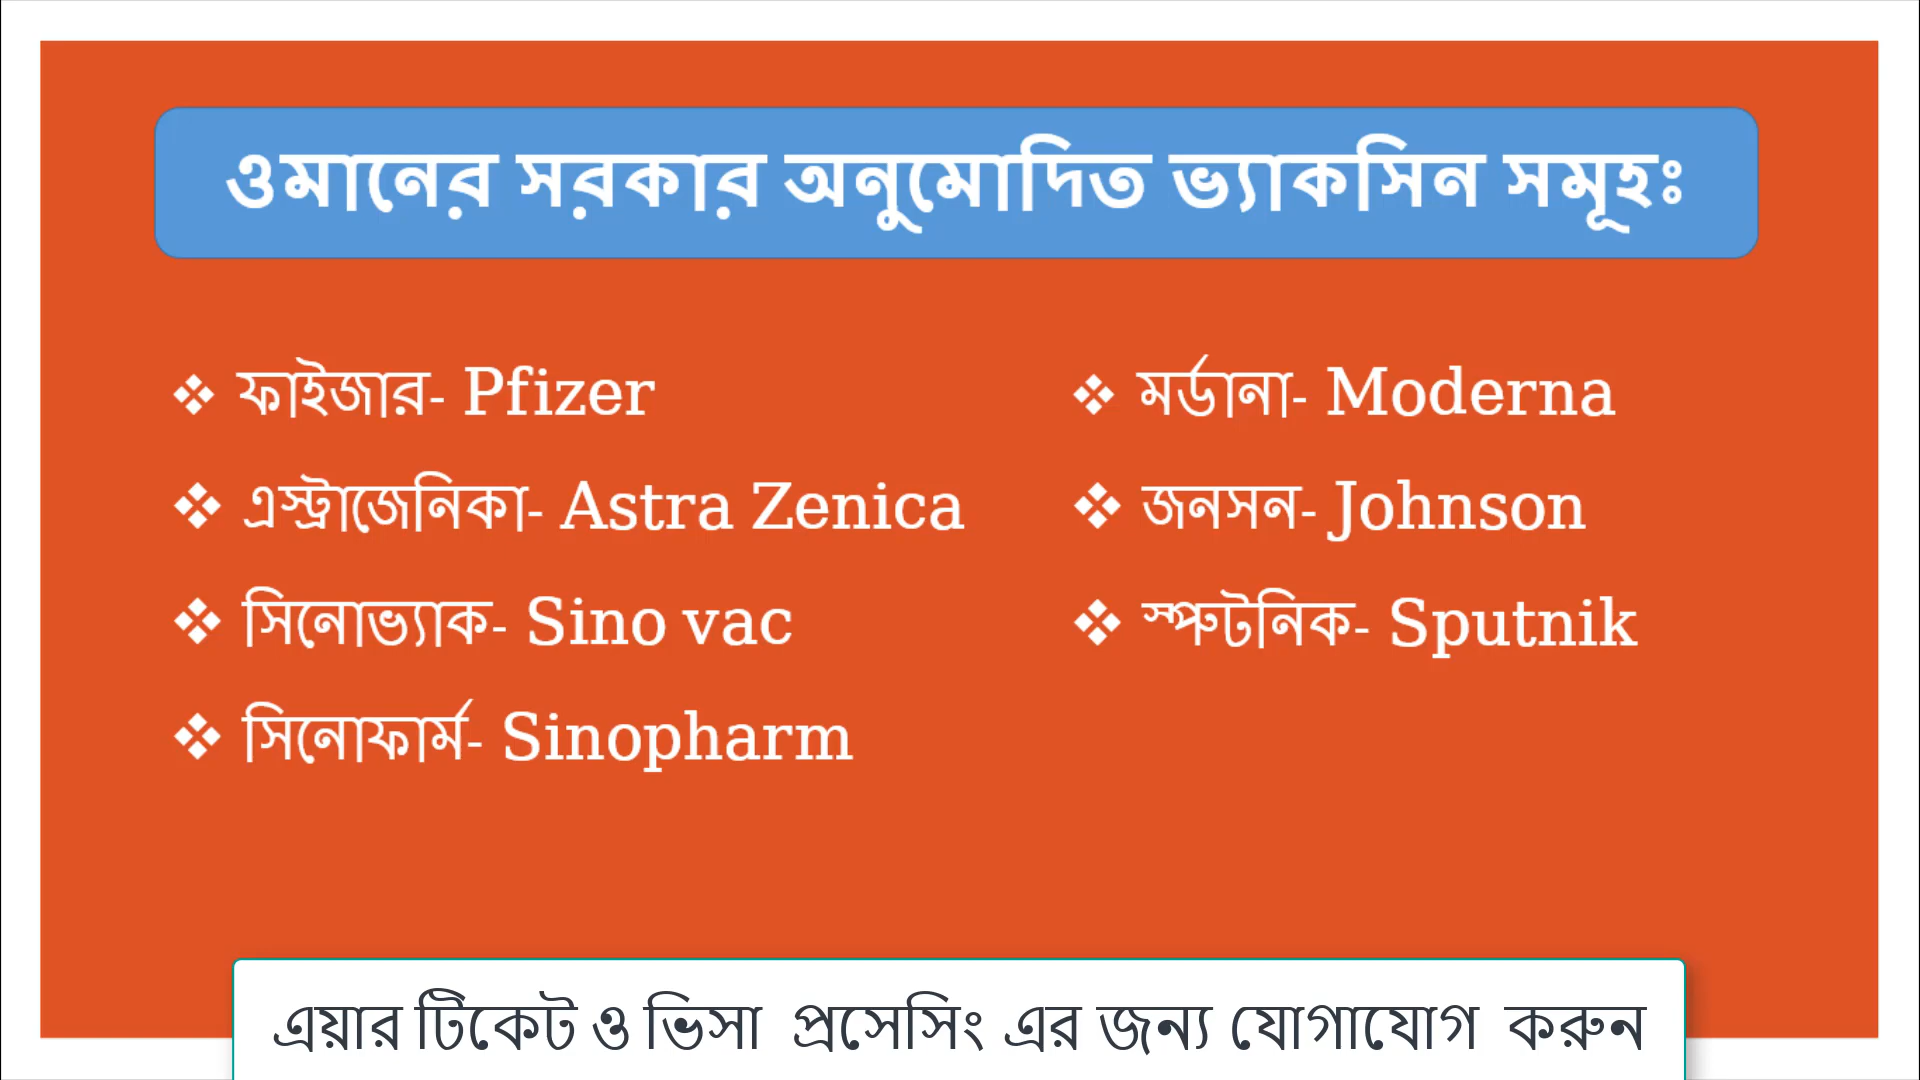 ওমানের সরকার অনুমোদিত ভ্যাকসিন সমূহঃ
❖ ফাইজার- Pfizer
❖ এস্ট্রাজেনিকা- Astra Zenica
❖ সিনোভ্যাক- Sino vac
❖ সিনোফার্ম- Sinopharm
❖ মর্ডানা- Moderna
❖ জনসন- Johnson
❖ স্পুটনিক- Sputnik
এয়ার টিকেট ও ভিসা প্রসেসিং এর জন্য যোগাযোগ করুন